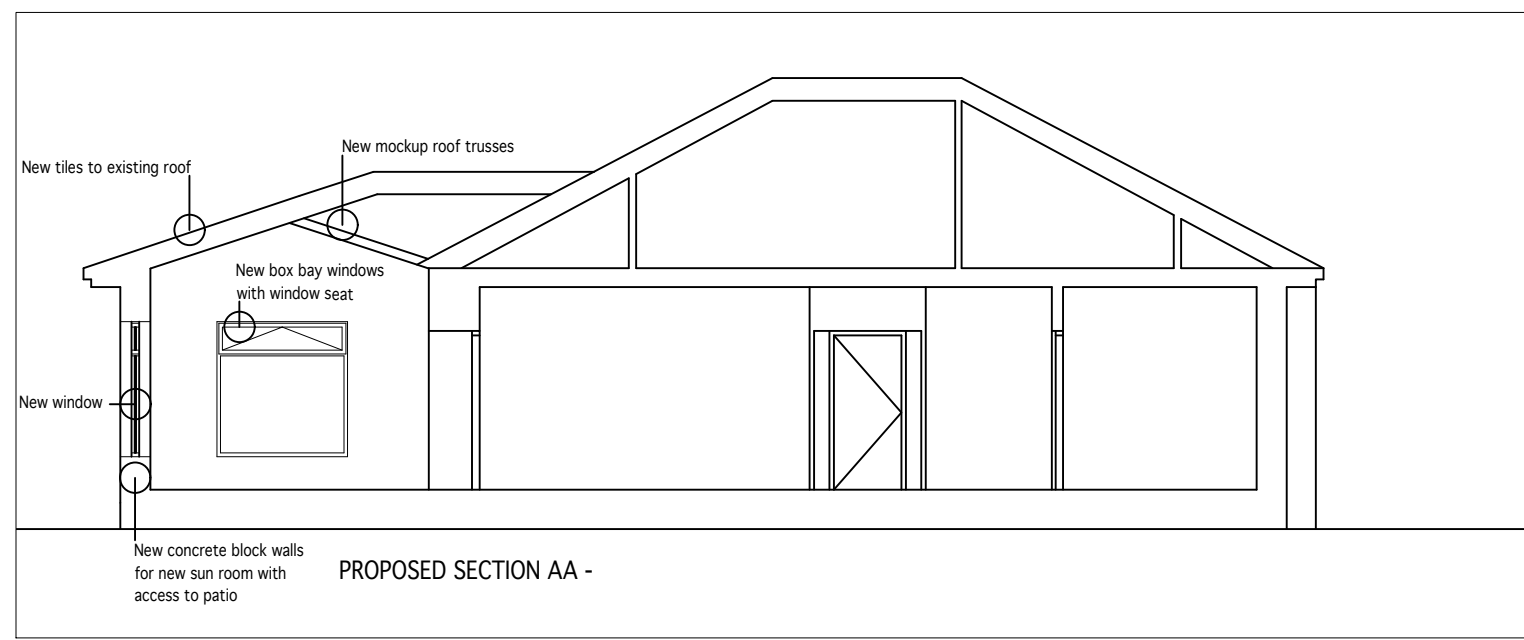 New mockup roof trusses
New tiles to existing roof
New box bay windows
with window seat
New window
New concrete block walls
for new sun room with
access to patio
PROPOSED SECTION AA -